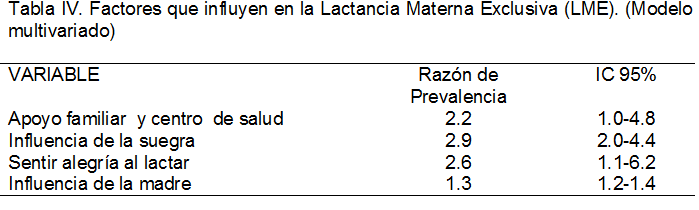 Tabla IV. Factores que influyen en la Lactancia Materna Exclusiva (LME). (Modelo
multivariado)
VARIABLE Razón de Prevalencia IC 95%
Apoyo familiar y centro de salud 2.2 1.0-4.8
Influencia de la suegra 2.9 2.0-4.4
Sentir alegría al lactar 2.6 1.1-6.2
Influencia de la madre 1.3 1.2-1.4